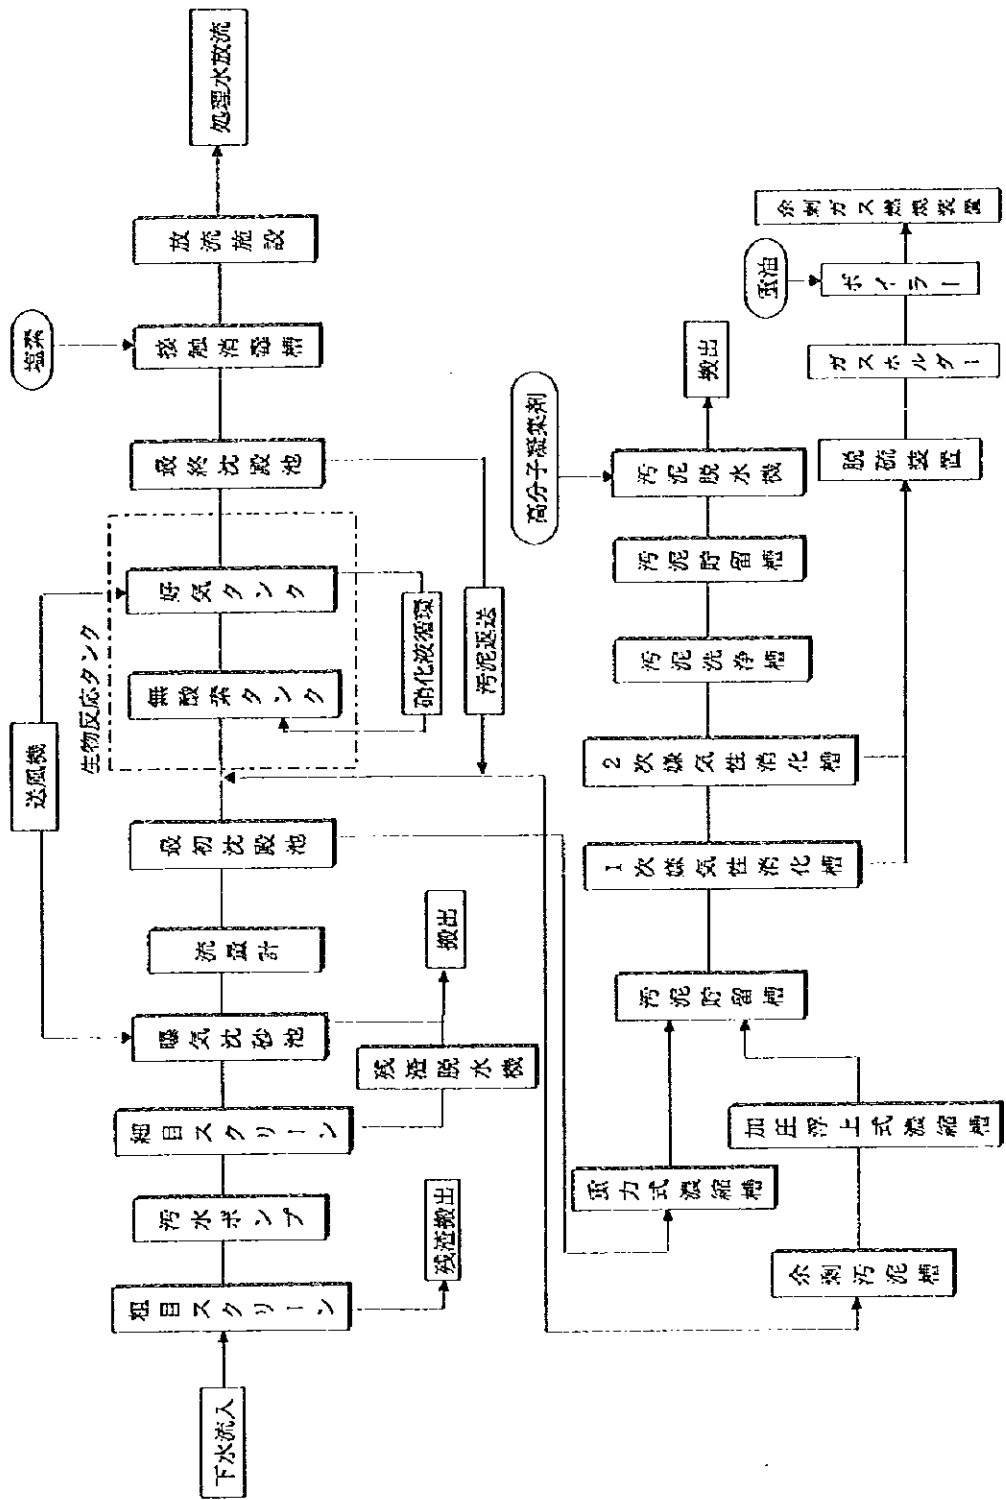 下水流入
粗目スクリーン
残渣搬出
汚水ポンプ
細目スクリーン
残渣脱水機
搬出
曝気沈砂池
流量計
最初沈殿池
送風機
生物反応タンク
無酸素タンク
好気タンク
硝化液循環
汚泥返送
最終沈殿池
塩素
接触消器槽
放流施設
処理水放流
余剰汚泥槽
重力式濃縮槽
加圧浮上式濃縮槽
汚泥貯留槽
1次嫌気性消化槽
2次嫌気性消化槽
汚泥洗浄槽
汚泥貯留槽
高分子凝集剤
汚泥脱水機
搬出
脱硫装置
ガスホルダー
重油
ボイラー
余剰ガス燃焼装置